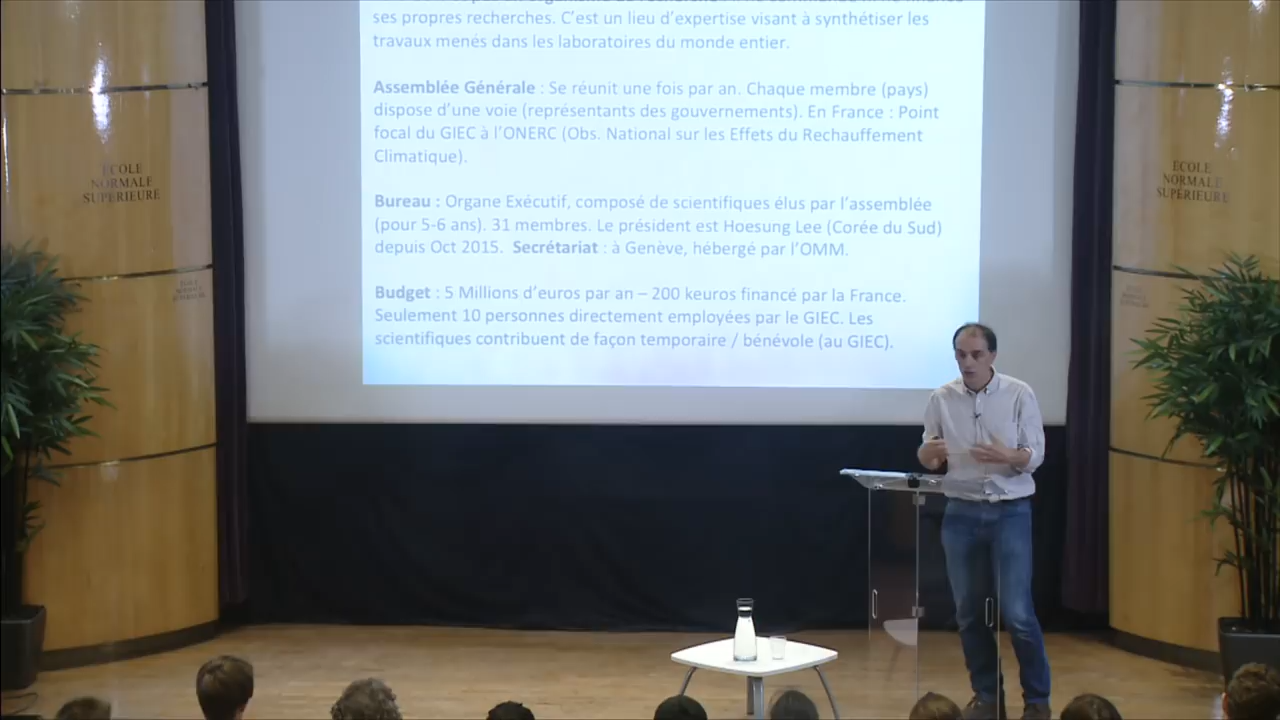 ses propres recherches. C'est un lieu d'expertise visant à synthétiser les
travaux menés dans les laboratoires du monde entier.
Assemblée Générale : Se réunit une fois par an. Chaque membre (pays)
dispose d'une voie (représentants des gouvernements). En France : Point
focal du GIEC à l'ONERC (Obs. National sur les Effets du Rechauffement
Climatique).
Bureau : Organe Exécutif, composé de scientifiques élus par l'assemblée
(pour 5-6 ans). 31 membres. Le président est Hoesung Lee (Corée du Sud)
depuis Oct 2015. Secrétariat : à Genève, hébergé par l'OMM.
Budget : 5 Millions d'euros par an – 200 keuros financé par la France.
Seulement 10 personnes directement employées par le GIEC. Les
scientifiques contribuent de façon temporaire / bénévole (au GIEC).
ECOLE
NORMALE
SUPÉRIEURE
ECOLE
NORMALE
SUPÉRIEURE